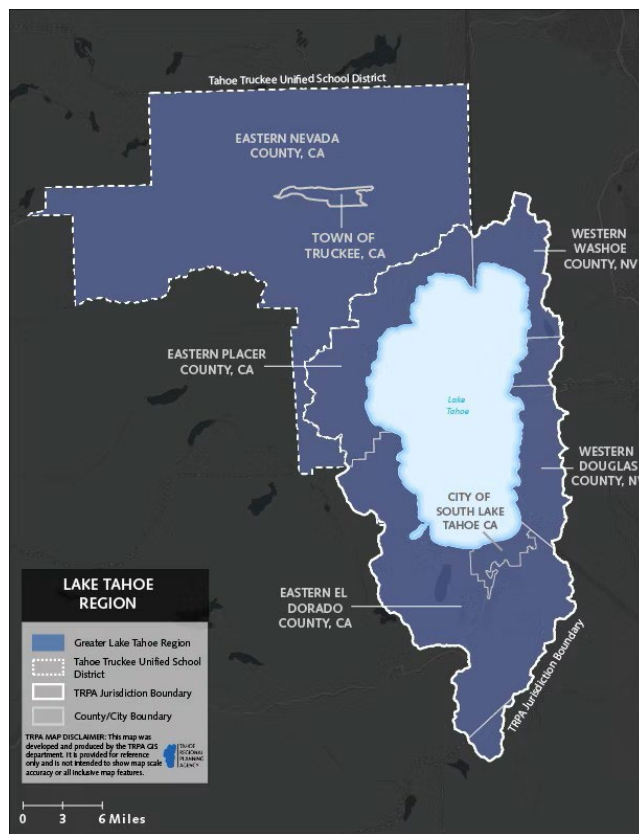 Tahoe Truckee Unified School District
EASTERN NEVADA
COUNTY, CA
TOWN OF
TRUCKEE, CA
WESTERN
WASHOE
COUNTY, NV
EASTERN PLACER
COUNTY, CA
Lake
Tahoe
WESTERN
DOUGLAS
COUNTY, NV
CITY OF
SOUTH LAKE
TAHOE CA
EASTERN EL
DORADO
COUNTY, CA
TRPA Jurisdiction Boundary
LAKE TAHOE
REGION
Greater Lake Tahoe Region
Tahoe Truckee Unified School
District
TRPA Jurisdiction Boundary
County/City Boundary
TRPA MAP DISCLAIMER: This map was
developed and produced by the TRPA GIS
department. It is provided for reference
only and is not intended to show map scale
accuracy or all inclusive map features.
TAHOE
REGIONAL
PLANNING
AGENCY
0 3 6 Miles